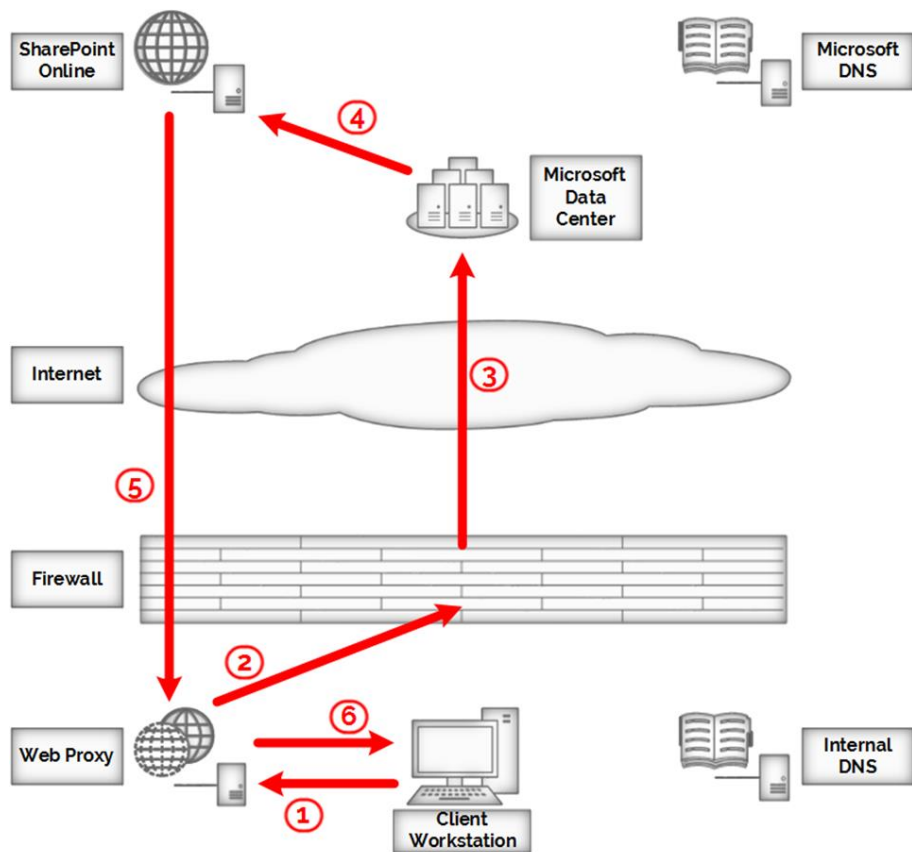 SharePoint
Online
Microsoft
DNS
4
Microsoft
Data
Center
Internet
3
5
Firewall
2
6
Web Proxy
Internal
DNS
1
Client
Workstation